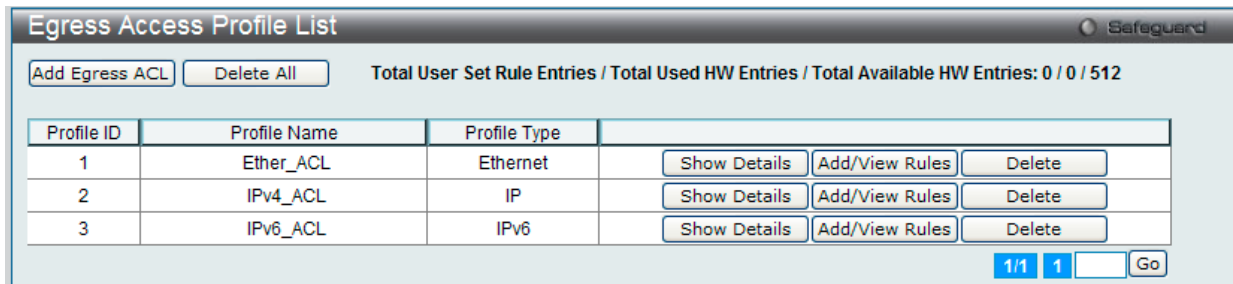 Egress Access Profile List Safeguard
Add Egress ACL Delete All Total User Set Rule Entries / Total Used HW Entries / Total Available HW Entries: 0 / 0 / 512
Profile ID Profile Name Profile Type
1 Ether_ACL Ethernet Show Details Add/View Rules Delete
2 IPv4_ACL IP Show Details Add/View Rules Delete
3 IPv6_ACL IPv6 Show Details Add/View Rules Delete
1/1 1 Go